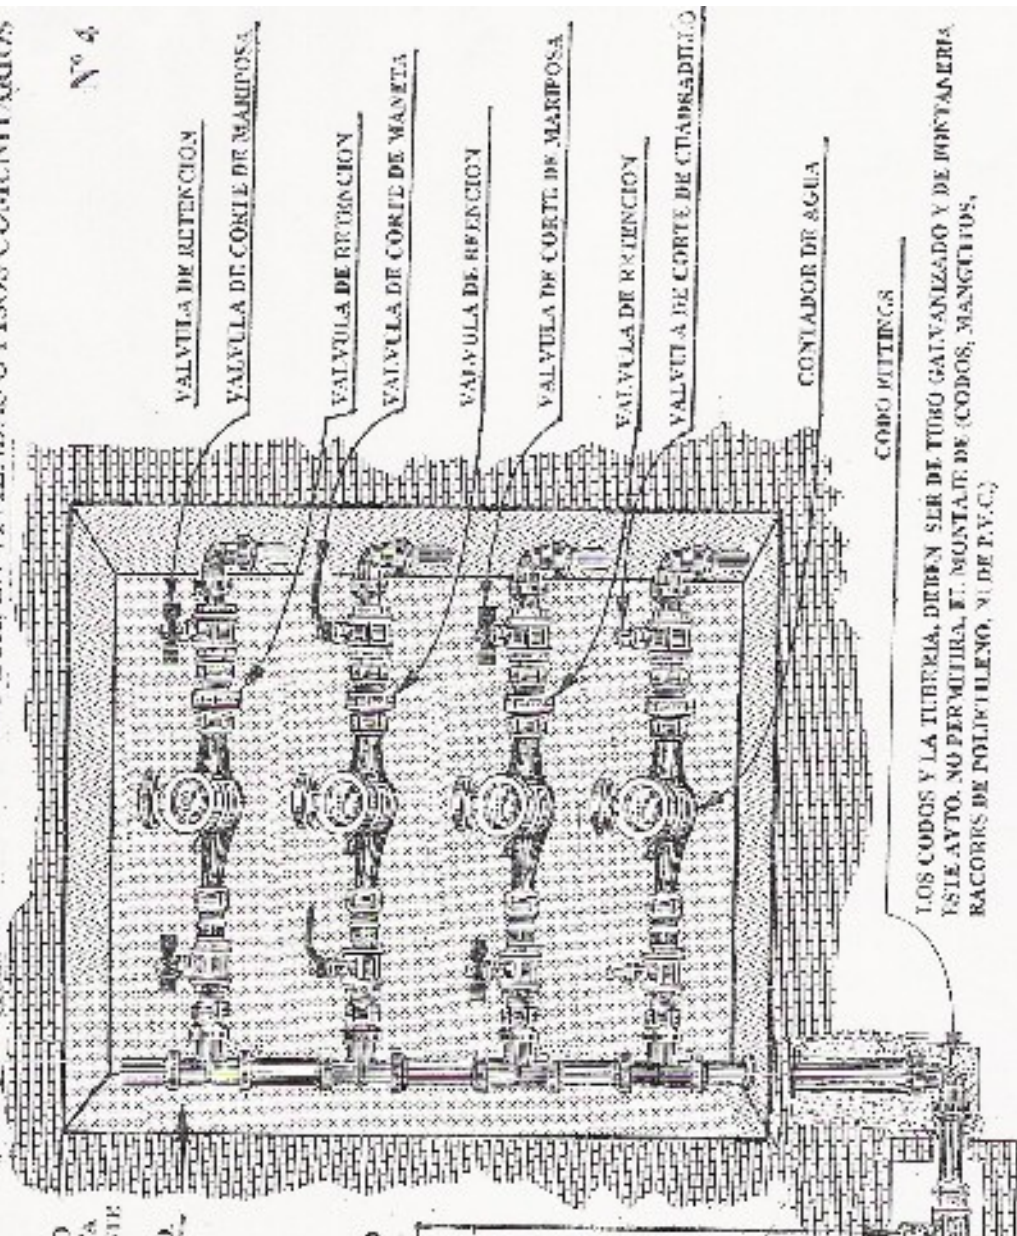 Nº 4
VALVULA DE RETENCION
VALVULA DE CORTE DE MARIPOSA
VALVULA DE RETENCION
VALVULA DE CORTE DE MANETA
VALVULA DE REENCION
VALVULA DE CORTE DE MARIPOSA
VALVULA DE RETENCION
VALVULA DE CORTE DE CUADRADILLO
CONTADOR DE AGUA
CODO FITTINGS
LOS CODOS Y LA TUBERIA, DEBEN SER DE TUBO GALVANIZADO Y DE FONTANERIA
ESTE AYTO. NO PERMITIRA, EL MONTAJE DE (CODOS, MANGUITOS,
RACORES DE POLIETILENO, NI DE P.V.C.)